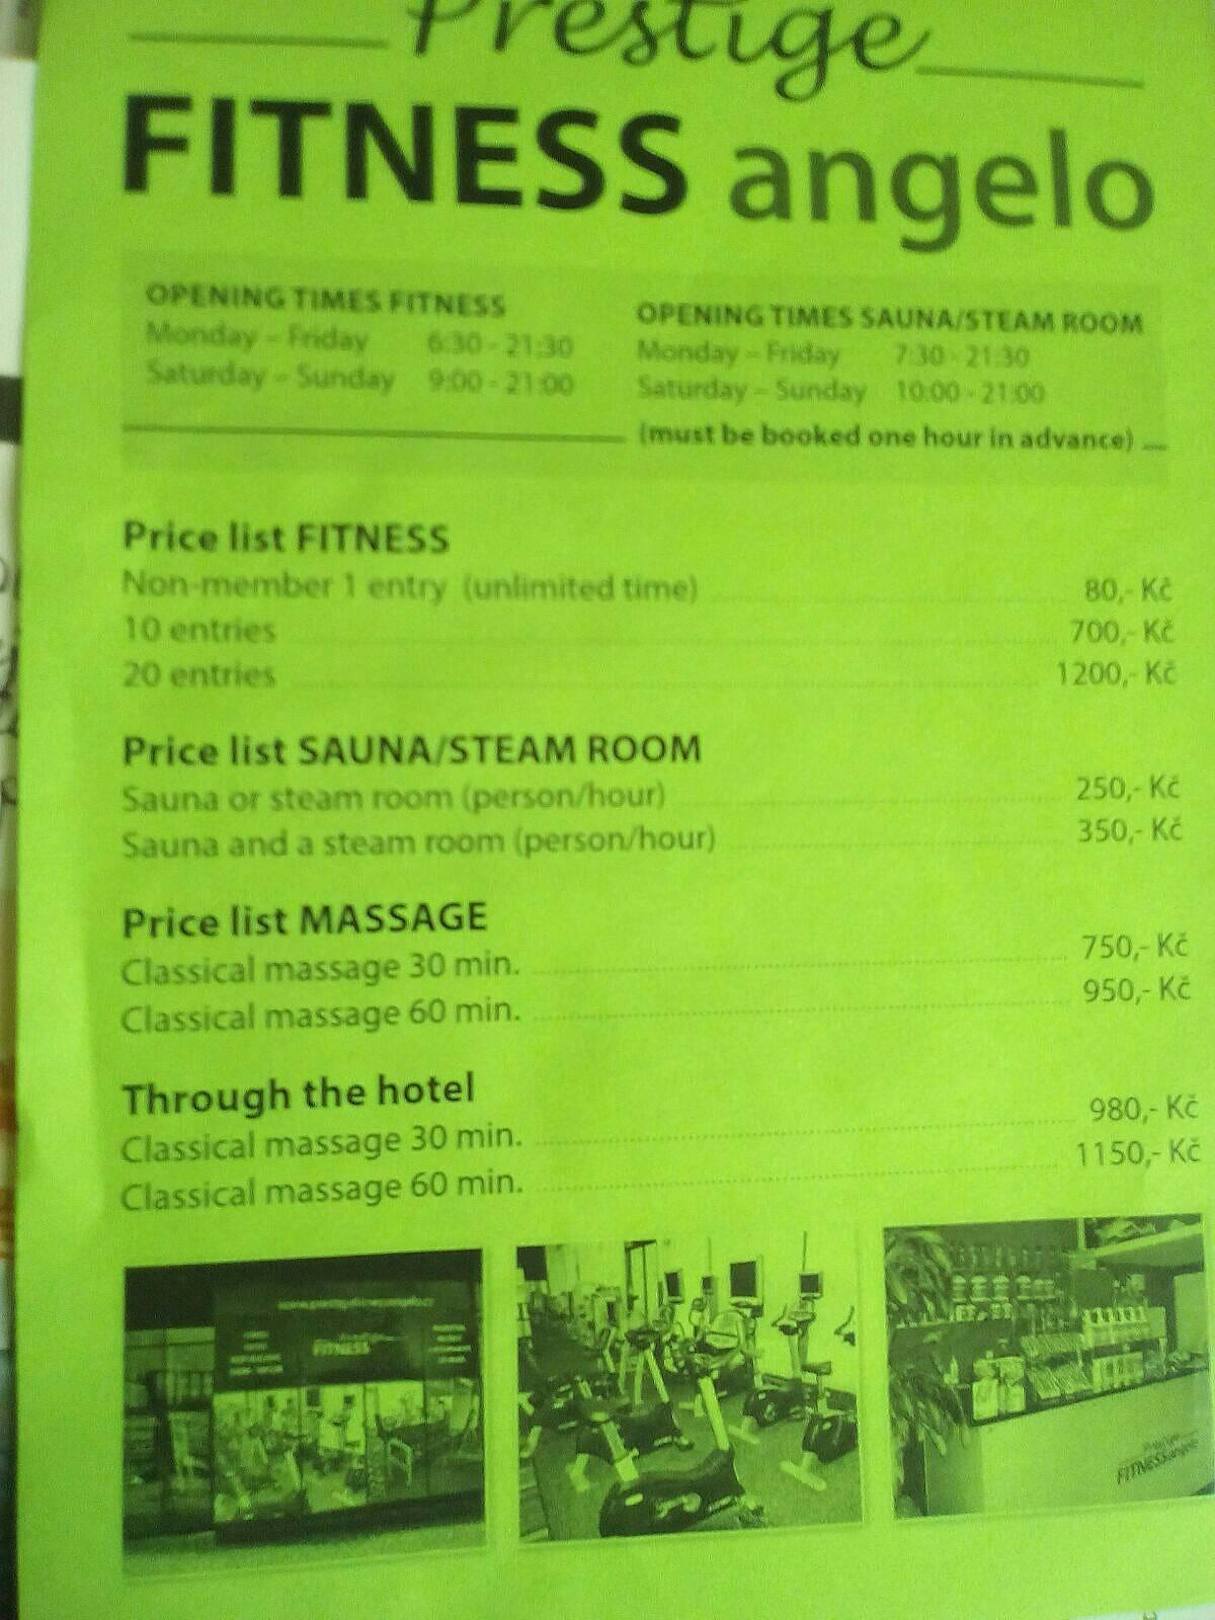 Prestige
FITNESS angelo
OPENING TIMES FITNESS
Monday – Friday 6:30 - 21:30
Saturday – Sunday 9:00 - 21:00
OPENING TIMES SAUNA/STEAM ROOM
Monday – Friday 7:30 - 21:30
Saturday – Sunday 10:00 - 21:00
(must be booked one hour in advance)
Price list FITNESS
Non-member 1 entry (unlimited time) 80,- Kč
10 entries 700,- Kč
20 entries 1200,- Kč
Price list SAUNA/STEAM ROOM
Sauna or steam room (person/hour) 250,- Kč
Sauna and a steam room (person/hour) 350,- Kč
Price list MASSAGE
Classical massage 30 min. 750,- Kč
Classical massage 60 min. 950,- Kč
Through the hotel
Classical massage 30 min. 980,- Kč
Classical massage 60 min. 1150,- Kč
FITNESS
FITNESS angelo